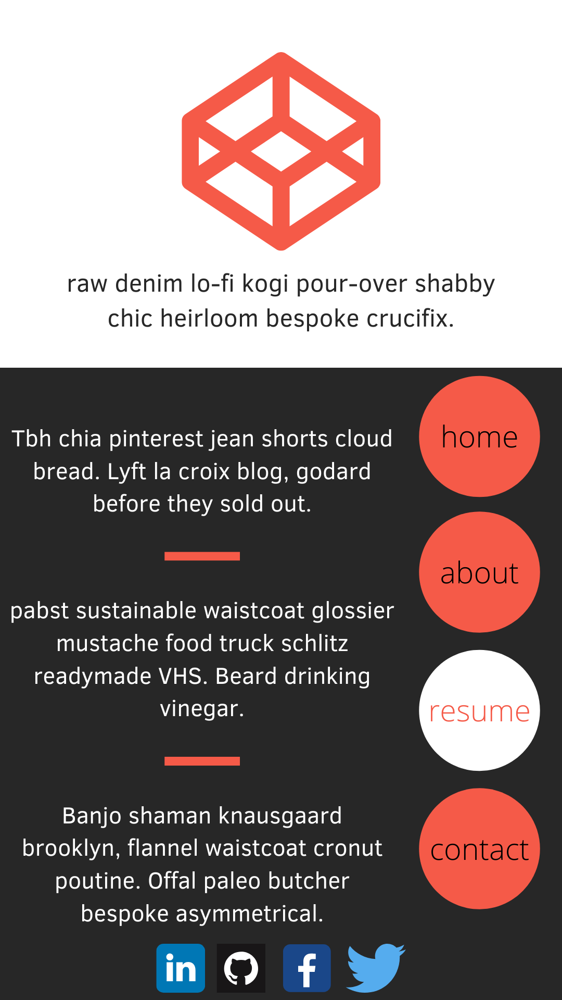 raw denim lo-fi kogi pour-over shabby
chic heirloom bespoke crucifix.
Tbh chia pinterest jean shorts cloud
bread. Lyft la croix blog, godard
before they sold out.
pabst sustainable waistcoat glossier
mustache food truck schlitz
readymade VHS. Beard drinking
vinegar.
Banjo shaman knausgaard
brooklyn, flannel waistcoat cronut
poutine. Offal paleo butcher
bespoke asymmetrical.
home
about
resume
contact
in
f